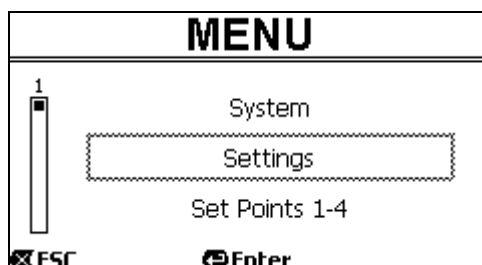 MENU
1
System
Settings
Set Points 1-4
ESC Enter